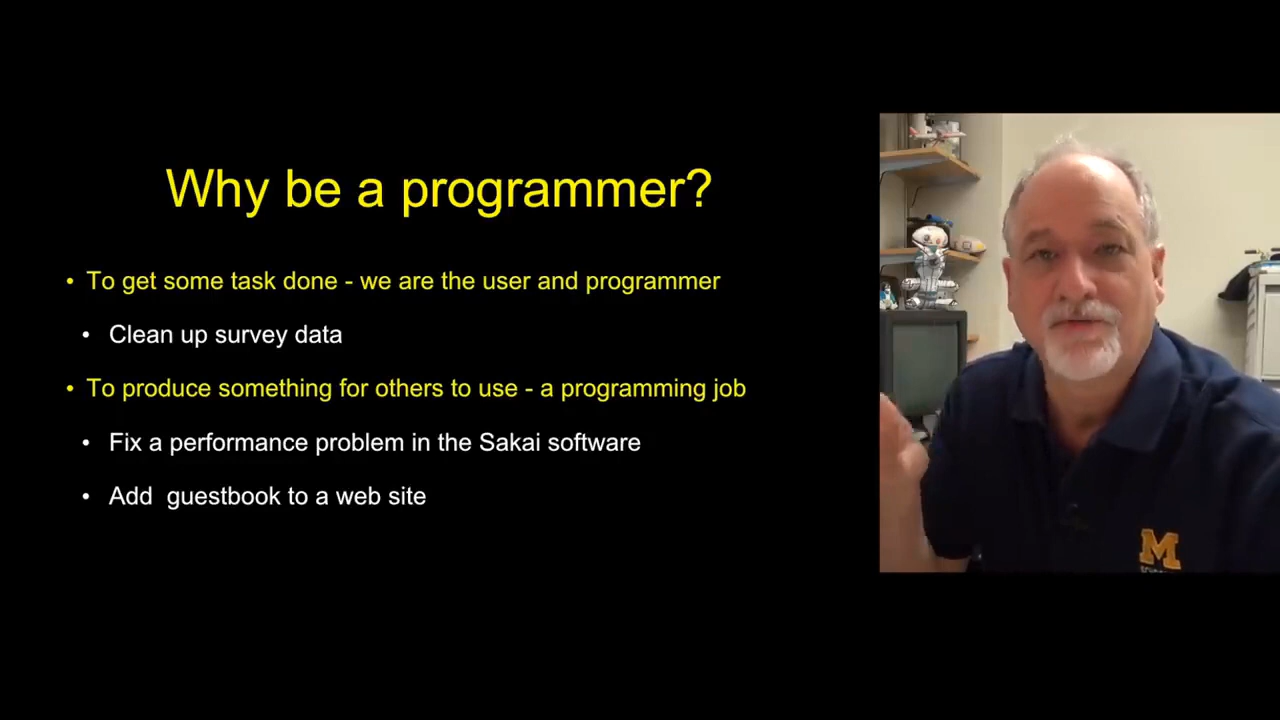 Why be a programmer?
• To get some task done - we are the user and programmer
• Clean up survey data
• To produce something for others to use - a programming job
• Fix a performance problem in the Sakai software
• Add  guestbook to a web site
M